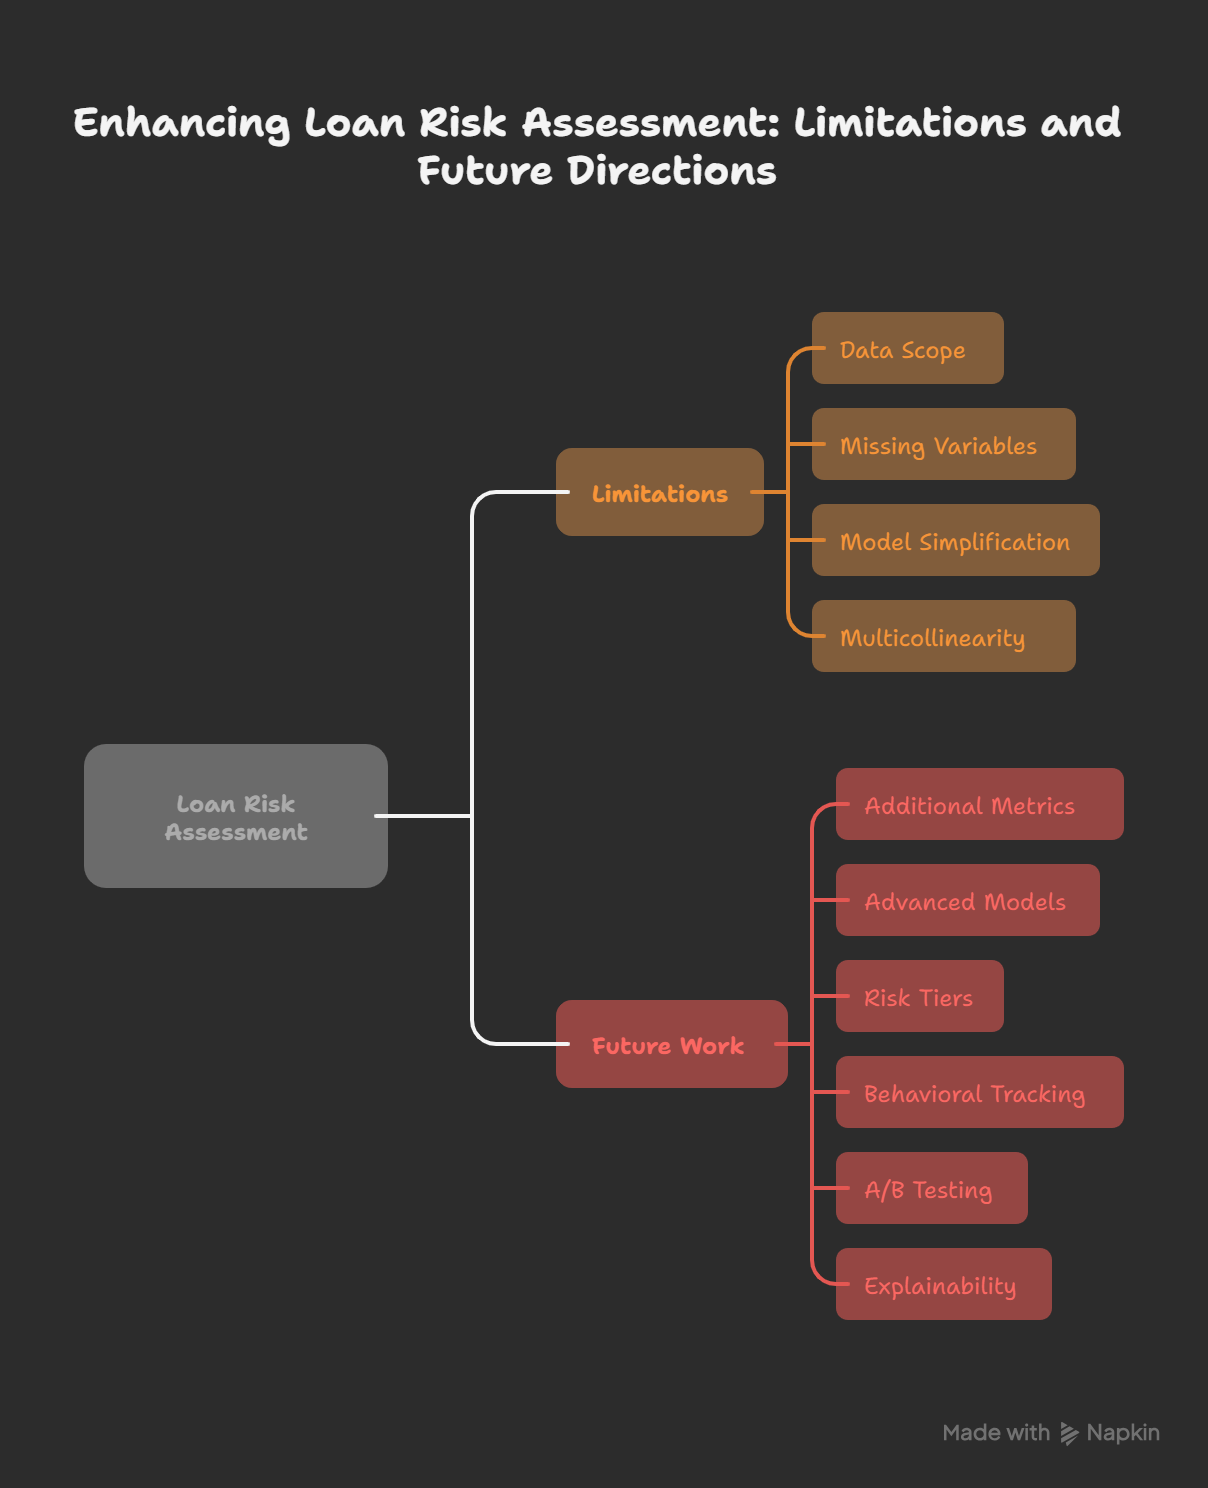 Enhancing Loan Risk Assessment: Limitations and
Future Directions
Data Scope
Missing Variables
Limitations
Model Simplification
Multicollinearity
Loan Risk
Assessment
Additional Metrics
Advanced Models
Risk Tiers
Future Work
Behavioral Tracking
A/B Testing
Explainability
Made with Napkin